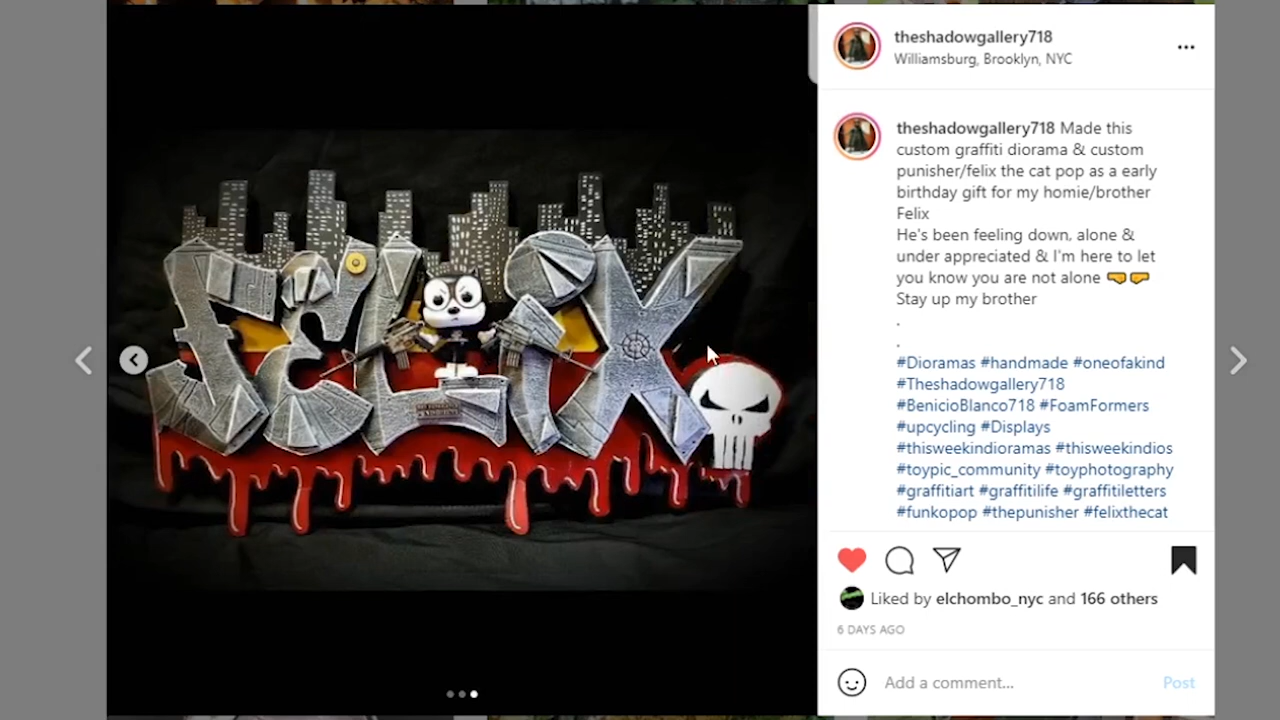 theshadowgallery718
Williamsburg, Brooklyn, NYC
theshadowgallery718 Made this
custom graffiti diorama & custom
punisher/felix the cat pop as a early
birthday gift for my homie/brother
Felix
He's been feeling down, alone &
under appreciated & I'm here to let
you know you are not alone 🤜🤛
Stay up my brother
.
.
#Dioramas #handmade #oneofakind
#Theshadowgallery718
#BenicioBlanco718 #FoamFormers
#upcycling #Displays
#thisweekindioramas #thisweekindios
#toypic_community #toyphotography
#graffitiart #graffitilife #graffitiletters
#funkopop #thepunisher #felixthecat
FELIX
Liked by elchombo_nyc and 166 others
6 DAYS AGO
Add a comment...
Post